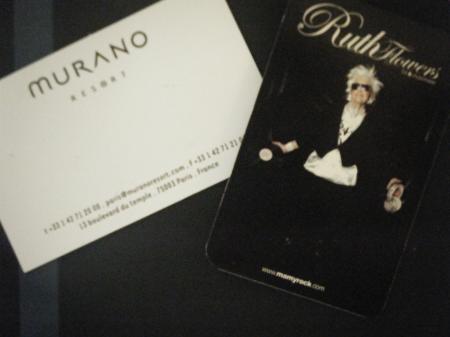 MURANO
RESORT
t +33 1 42 71 20 00 . paris@muranoresort.com . f +33 1 42 71 21 0
13 boulevard du temple . 75003 Paris . France
Ruth Flowers
www.mamyrock.com